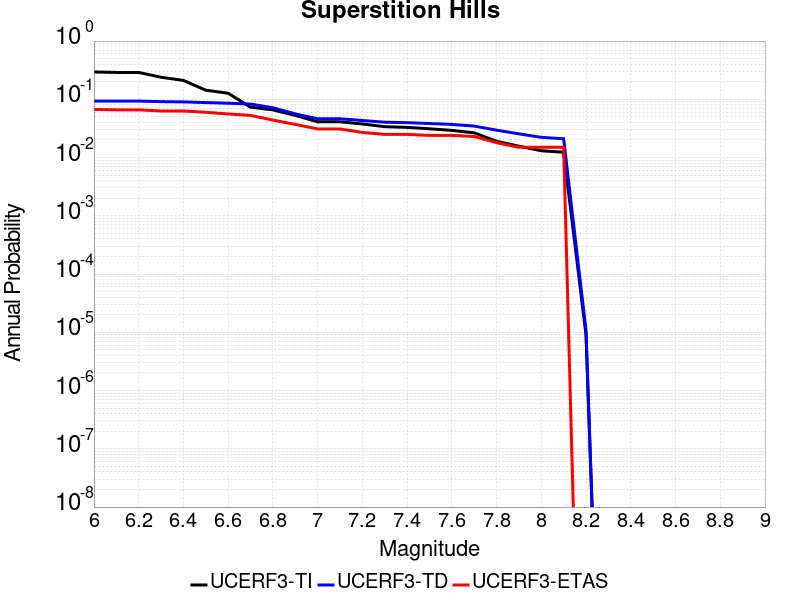 Superstition Hills
Annual Probability
10^0
10^-1
10^-2
10^-3
10^-4
10^-5
10^-6
10^-7
10^-8
6 6.2 6.4 6.6 6.8 7 7.2 7.4 7.6 7.8 8 8.2 8.4 8.6 8.8 9
Magnitude
UCERF3-TI UCERF3-TD UCERF3-ETAS